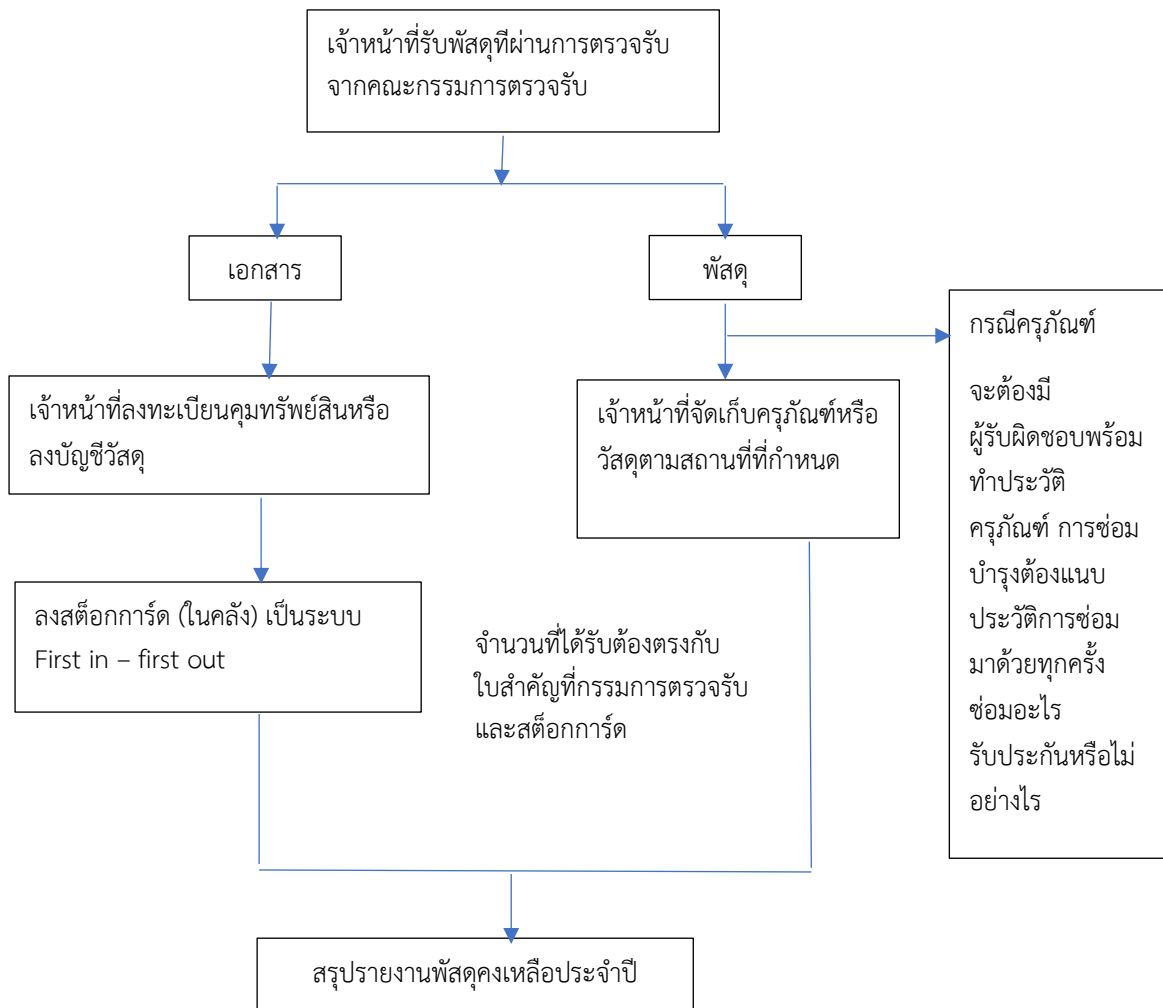 เจ้าหน้าที่รับพัสดุทีผ่านการตรวจรับ
จากคณะกรรมการตรวจรับ
เอกสาร
พัสดุ
เจ้าหน้าที่ลงทะเบียนคุมทรัพย์สินหรือ
ลงบัญชีวัสดุ
เจ้าหน้าที่จัดเก็บครุภัณฑ์หรือ
วัสดุตามสถานที่ที่กำหนด
กรณีครุภัณฑ์
จะต้องมี
ผู้รับผิดชอบพร้อม
ทำประวัติ
ครุภัณฑ์ การซ่อม
บำรุงต้องแนบ
ประวัติการซ่อม
มาด้วยทุกครั้ง
ซ่อมอะไร
รับประกันหรือไม่
อย่างไร
ลงสต็อกการ์ด (ในคลัง) เป็นระบบ
First in – first out
จำนวนที่ได้รับต้องตรงกับ
ใบสำคัญที่กรรมการตรวจรับ
และสต็อกการ์ด
สรุปรายงานพัสดุคงเหลือประจำปี